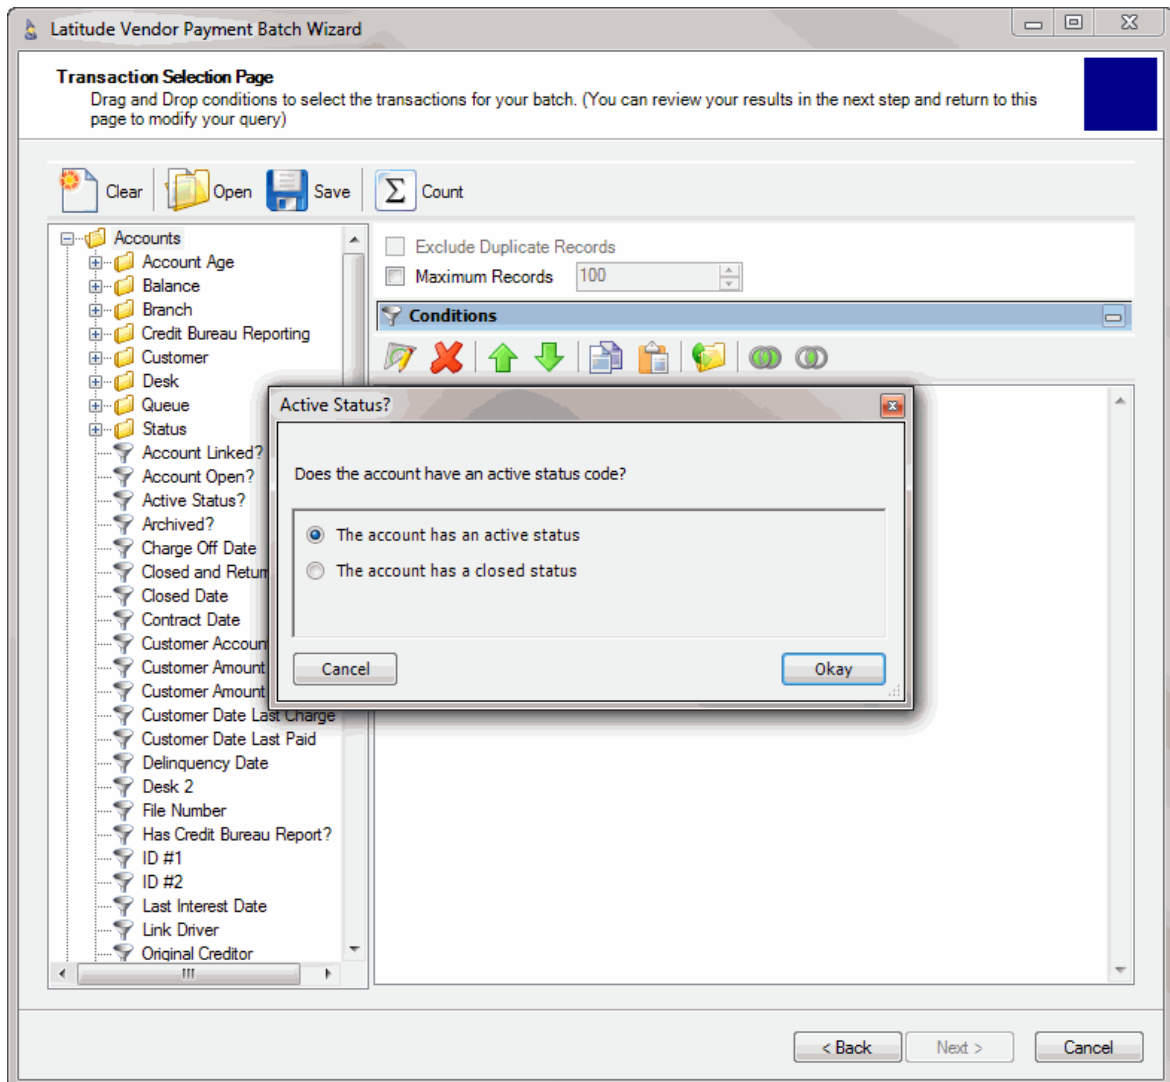 Latitude Vendor Payment Batch Wizard
Transaction Selection Page
Drag and Drop conditions to select the transactions for your batch. (You can review your results in the next step and return to this
page to modify your query)
Clear Open Save Σ Count
Accounts
Account Age
Balance
Branch
Credit Bureau Reporting
Customer
Desk
Queue
Status
Account Linked?
Account Open?
Active Status?
Archived?
Charge Off Date
Closed and Return
Closed Date
Contract Date
Customer Account
Customer Amount
Customer Amount
Customer Date Last Charge
Customer Date Last Paid
Delinquency Date
Desk 2
File Number
Has Credit Bureau Report?
ID #1
ID #2
Last Interest Date
Link Driver
Original Creditor
Exclude Duplicate Records
Maximum Records 100
Conditions
Active Status?
Does the account have an active status code?
The account has an active status
The account has a closed status
Cancel Okay
< Back Next > Cancel